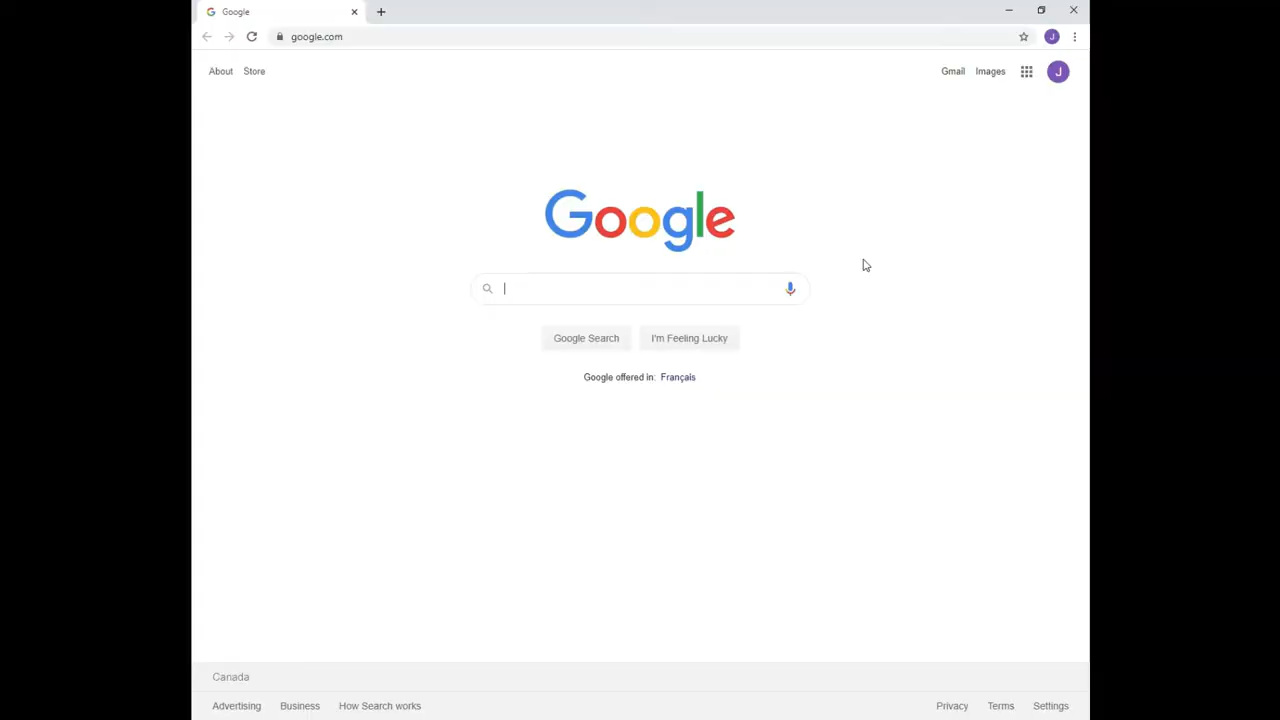 Google
google.com
J
About Store
Gmail Images J
Google
Google Search I'm Feeling Lucky
Google offered in: Français
Canada
Advertising Business How Search works
Privacy Terms Settings